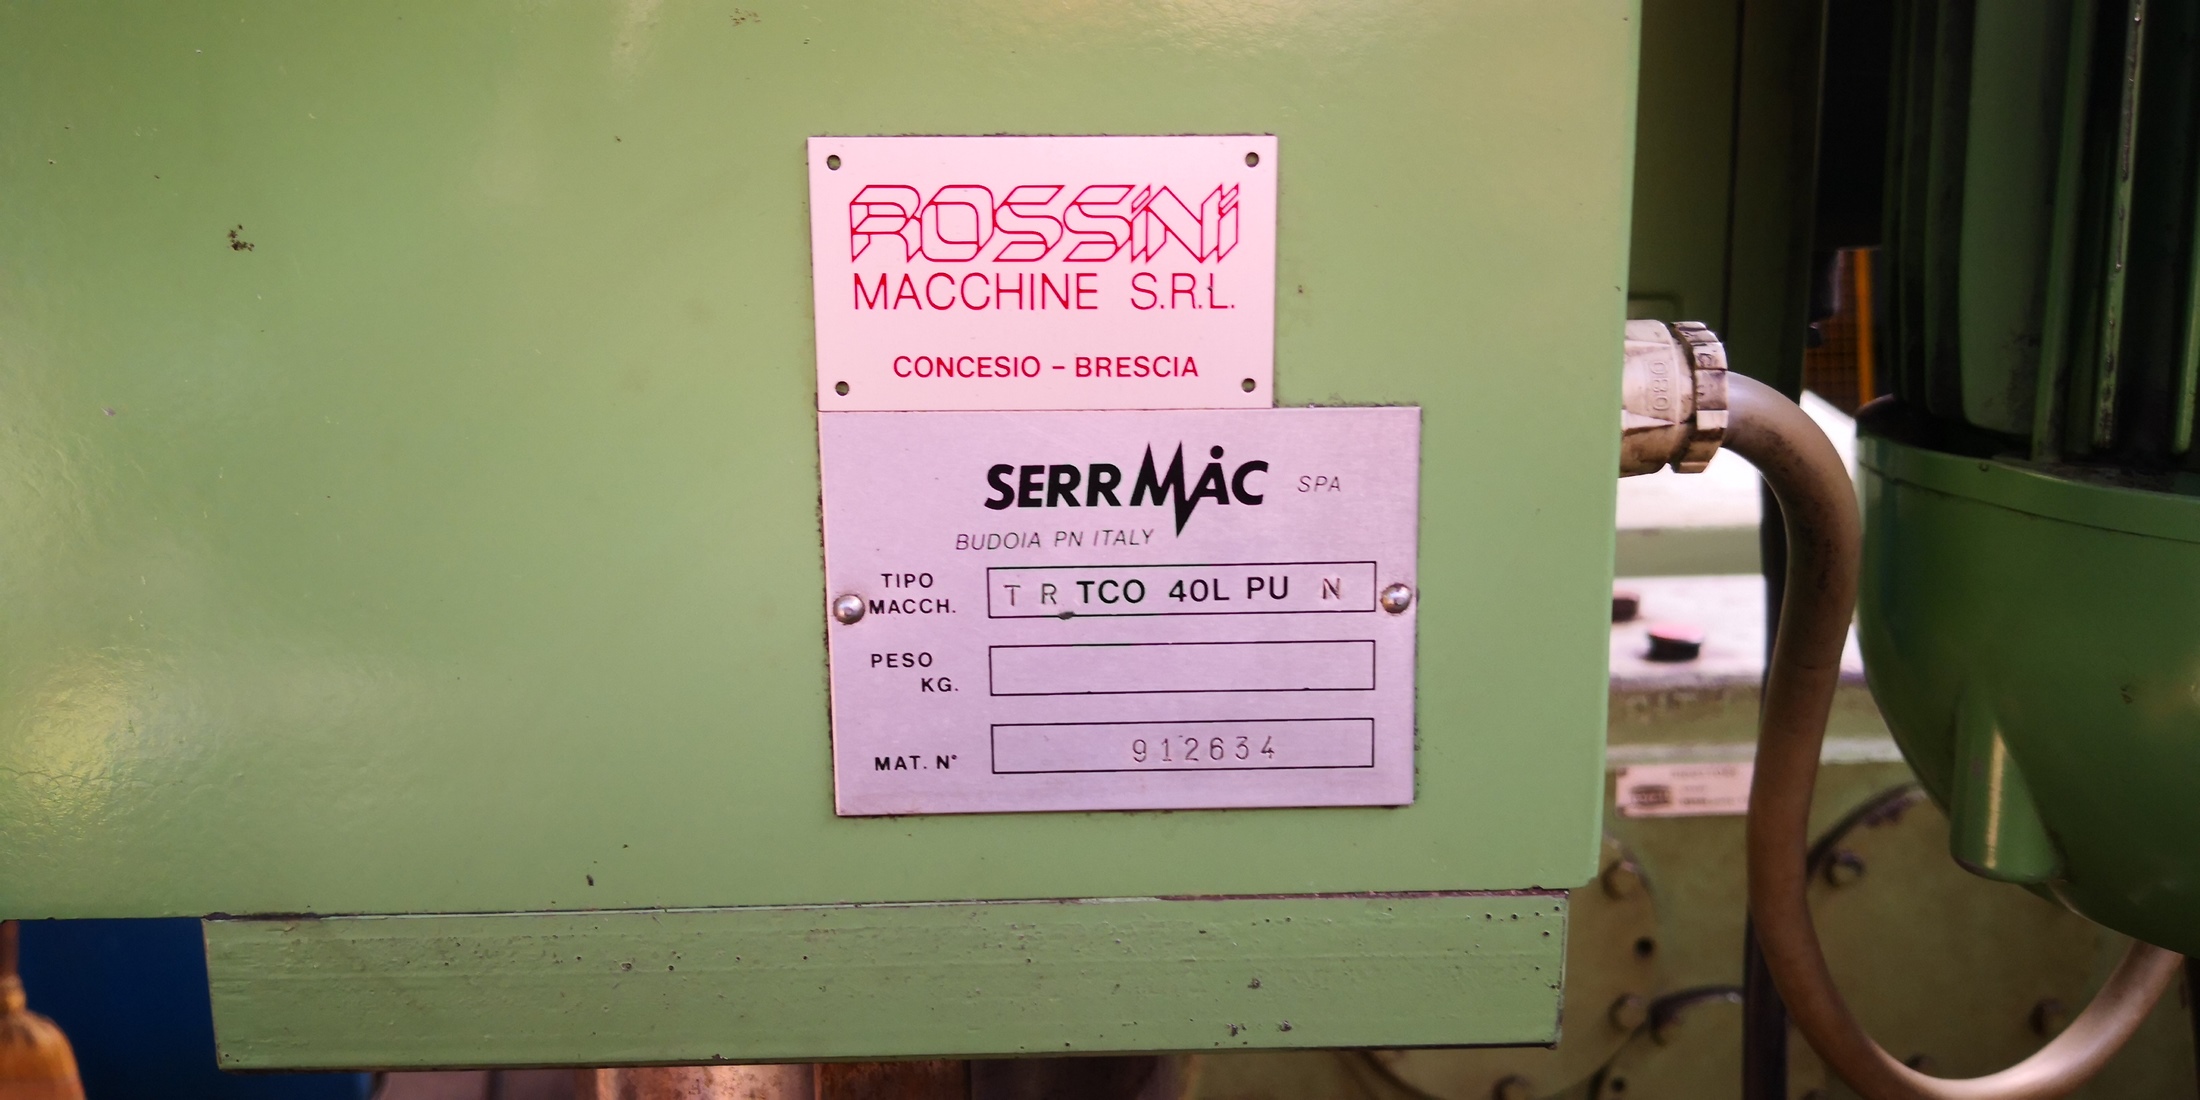 ROSSINI
MACCHINE S.R.L.
CONCESIO - BRESCIA
SERRMAC SPA
BUDOIA PN ITALY
TIPO MACCH. T R TCO 40L PU N
PESO KG.
MAT. N° 912634